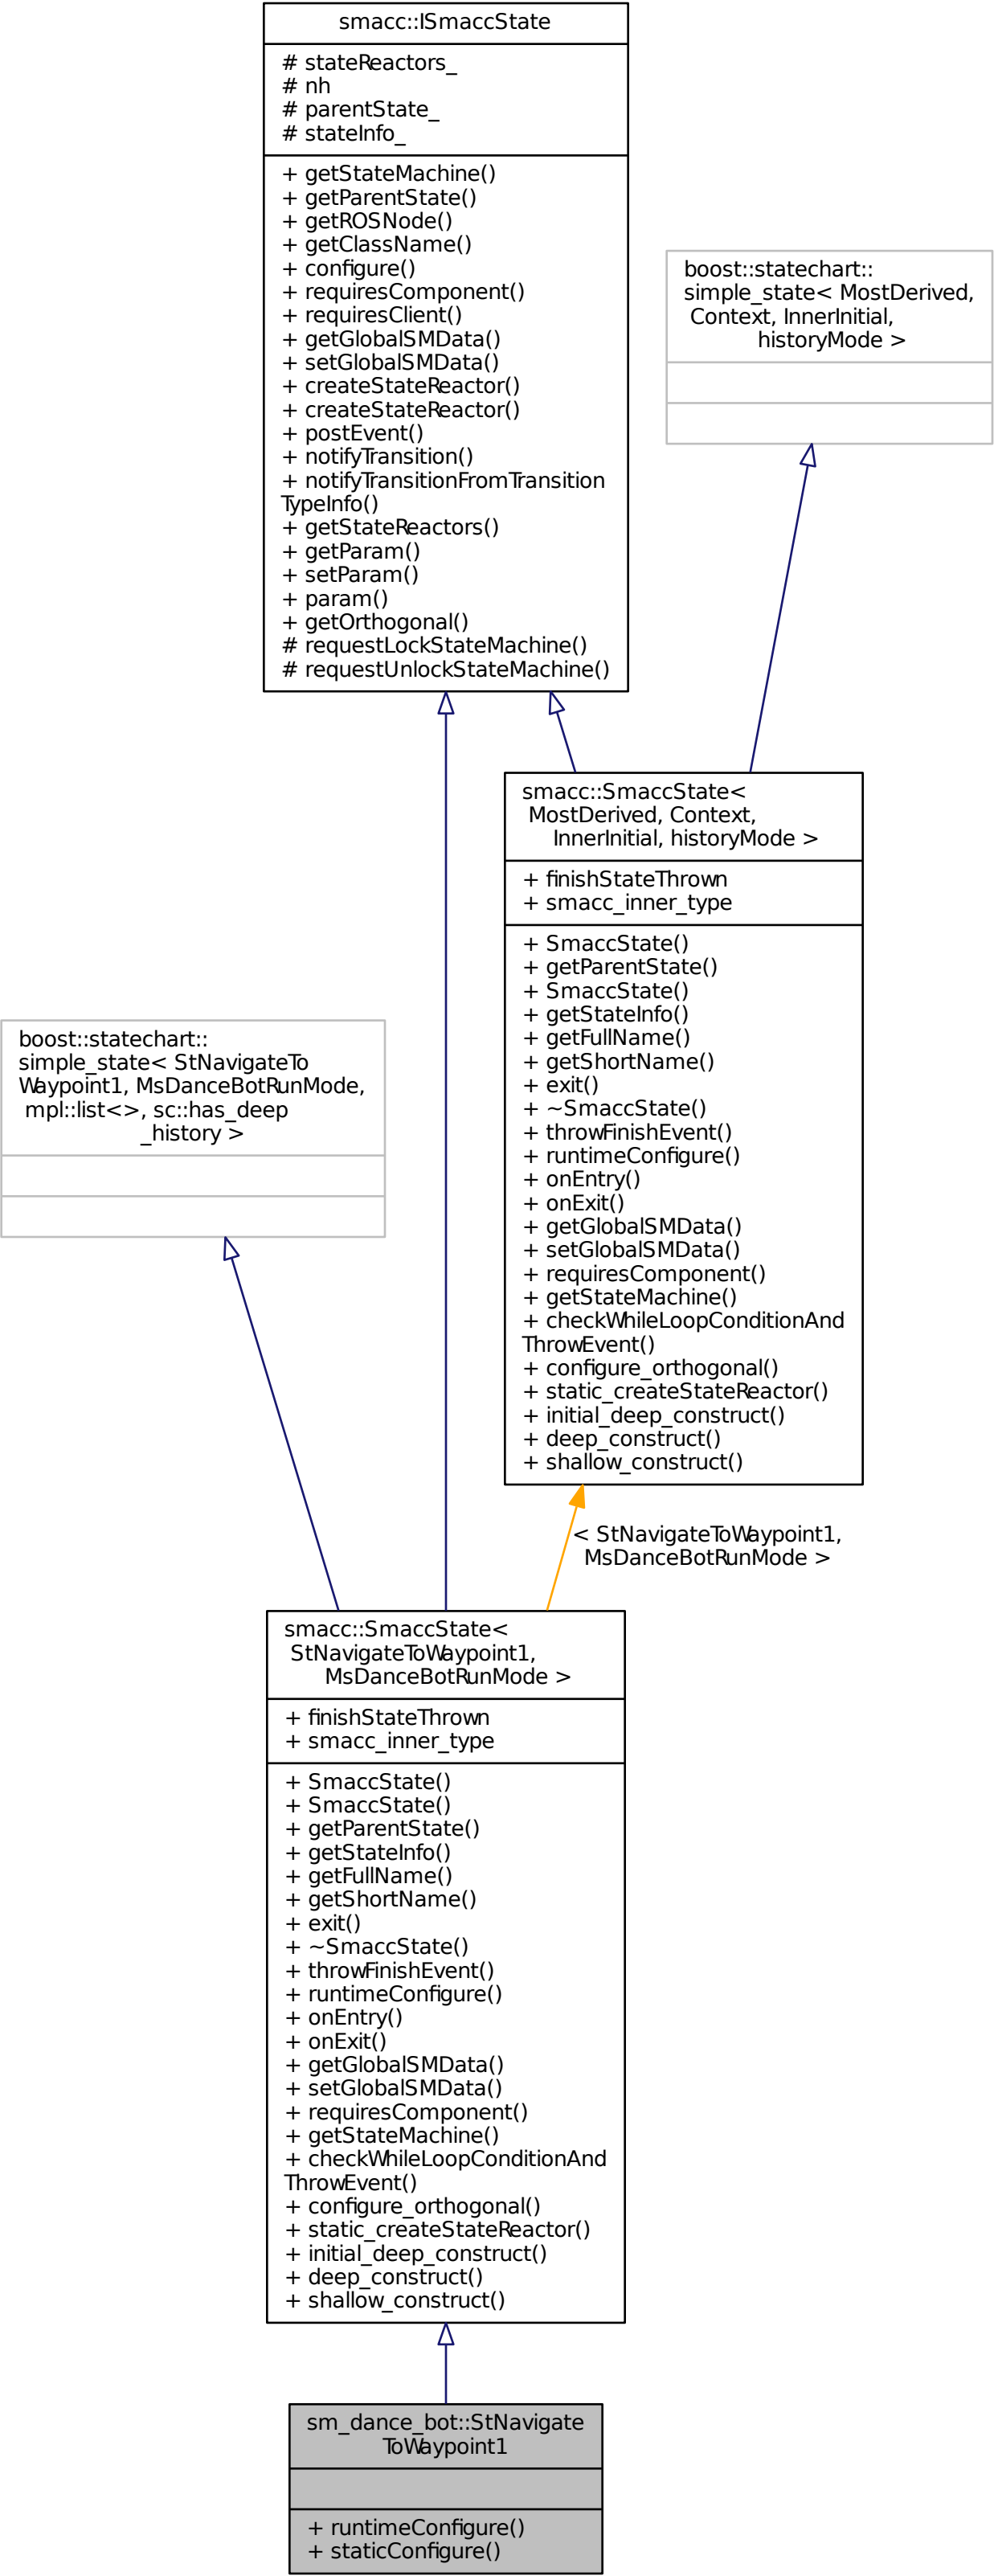 smacc::ISmaccState
# stateReactors_
# nh
# parentState_
# stateInfo_
+ getStateMachine()
+ getParentState()
+ getROSNode()
+ getClassName()
+ configure()
+ requiresComponent()
+ requiresClient()
+ getGlobalSMData()
+ setGlobalSMData()
+ createStateReactor()
+ createStateReactor()
+ postEvent()
+ notifyTransition()
+ notifyTransitionFromTransition
TypeInfo()
+ getStateReactors()
+ getParam()
+ setParam()
+ param()
+ getOrthogonal()
# requestLockStateMachine()
# requestUnlockStateMachine()
boost::statechart::
simple_state< MostDerived,
Context, InnerInitial,
historyMode >
smacc::SmaccState<
MostDerived, Context,
InnerInitial, historyMode >
+ finishStateThrown
+ smacc_inner_type
+ SmaccState()
+ getParentState()
+ SmaccState()
+ getStateInfo()
+ getFullName()
+ getShortName()
+ exit()
+ ~SmaccState()
+ throwFinishEvent()
+ runtimeConfigure()
+ onEntry()
+ onExit()
+ getGlobalSMData()
+ setGlobalSMData()
+ requiresComponent()
+ getStateMachine()
+ checkWhileLoopConditionAnd
ThrowEvent()
+ configure_orthogonal()
+ static_createStateReactor()
+ initial_deep_construct()
+ deep_construct()
+ shallow_construct()
boost::statechart::
simple_state< StNavigateTo
Waypoint1, MsDanceBotRunMode,
mpl::list<>, sc::has_deep
_history >
< StNavigateToWaypoint1,
MsDanceBotRunMode >
smacc::SmaccState<
StNavigateToWaypoint1,
MsDanceBotRunMode >
+ finishStateThrown
+ smacc_inner_type
+ SmaccState()
+ SmaccState()
+ getParentState()
+ getStateInfo()
+ getFullName()
+ getShortName()
+ exit()
+ ~SmaccState()
+ throwFinishEvent()
+ runtimeConfigure()
+ onEntry()
+ onExit()
+ getGlobalSMData()
+ setGlobalSMData()
+ requiresComponent()
+ getStateMachine()
+ checkWhileLoopConditionAnd
ThrowEvent()
+ configure_orthogonal()
+ static_createStateReactor()
+ initial_deep_construct()
+ deep_construct()
+ shallow_construct()
sm_dance_bot::StNavigate
ToWaypoint1
+ runtimeConfigure()
+ staticConfigure()